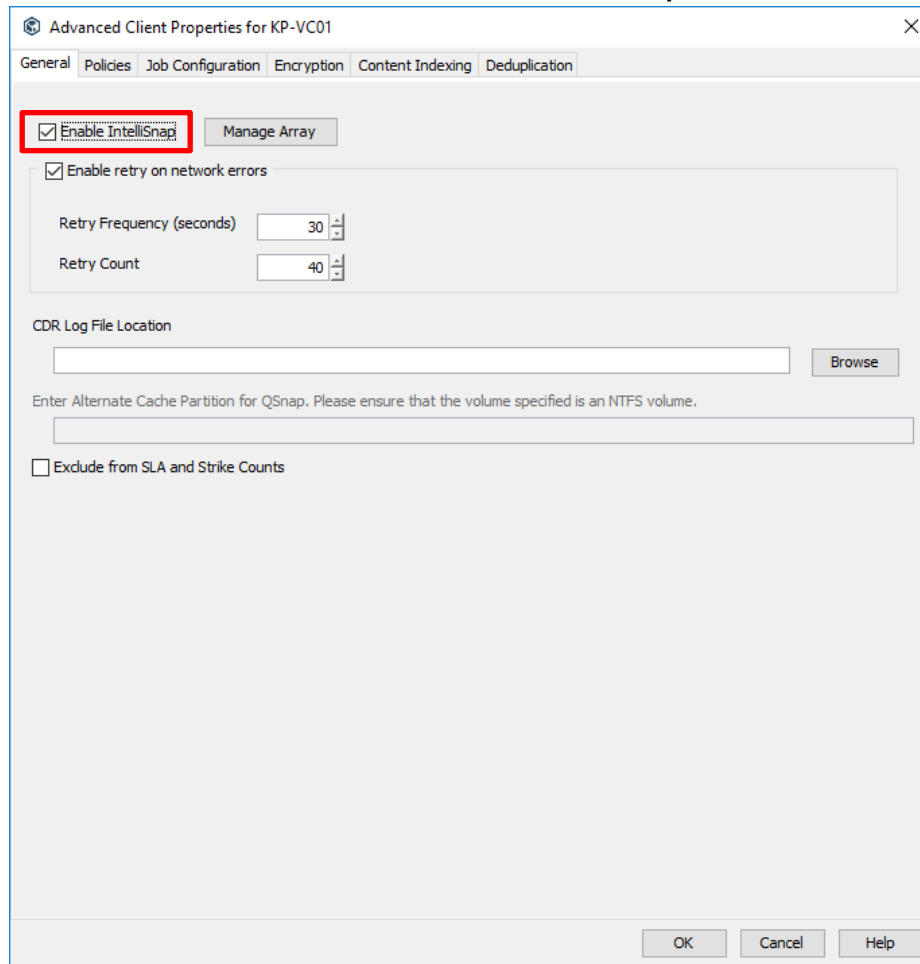 Advanced Client Properties for KP-VC01
General Policies Job Configuration Encryption Content Indexing Deduplication
Enable IntelliSnap Manage Array
Enable retry on network errors
Retry Frequency (seconds) 30
Retry Count 40
CDR Log File Location
Browse
Enter Alternate Cache Partition for QSnap. Please ensure that the volume specified is an NTFS volume.
Exclude from SLA and Strike Counts
OK Cancel Help